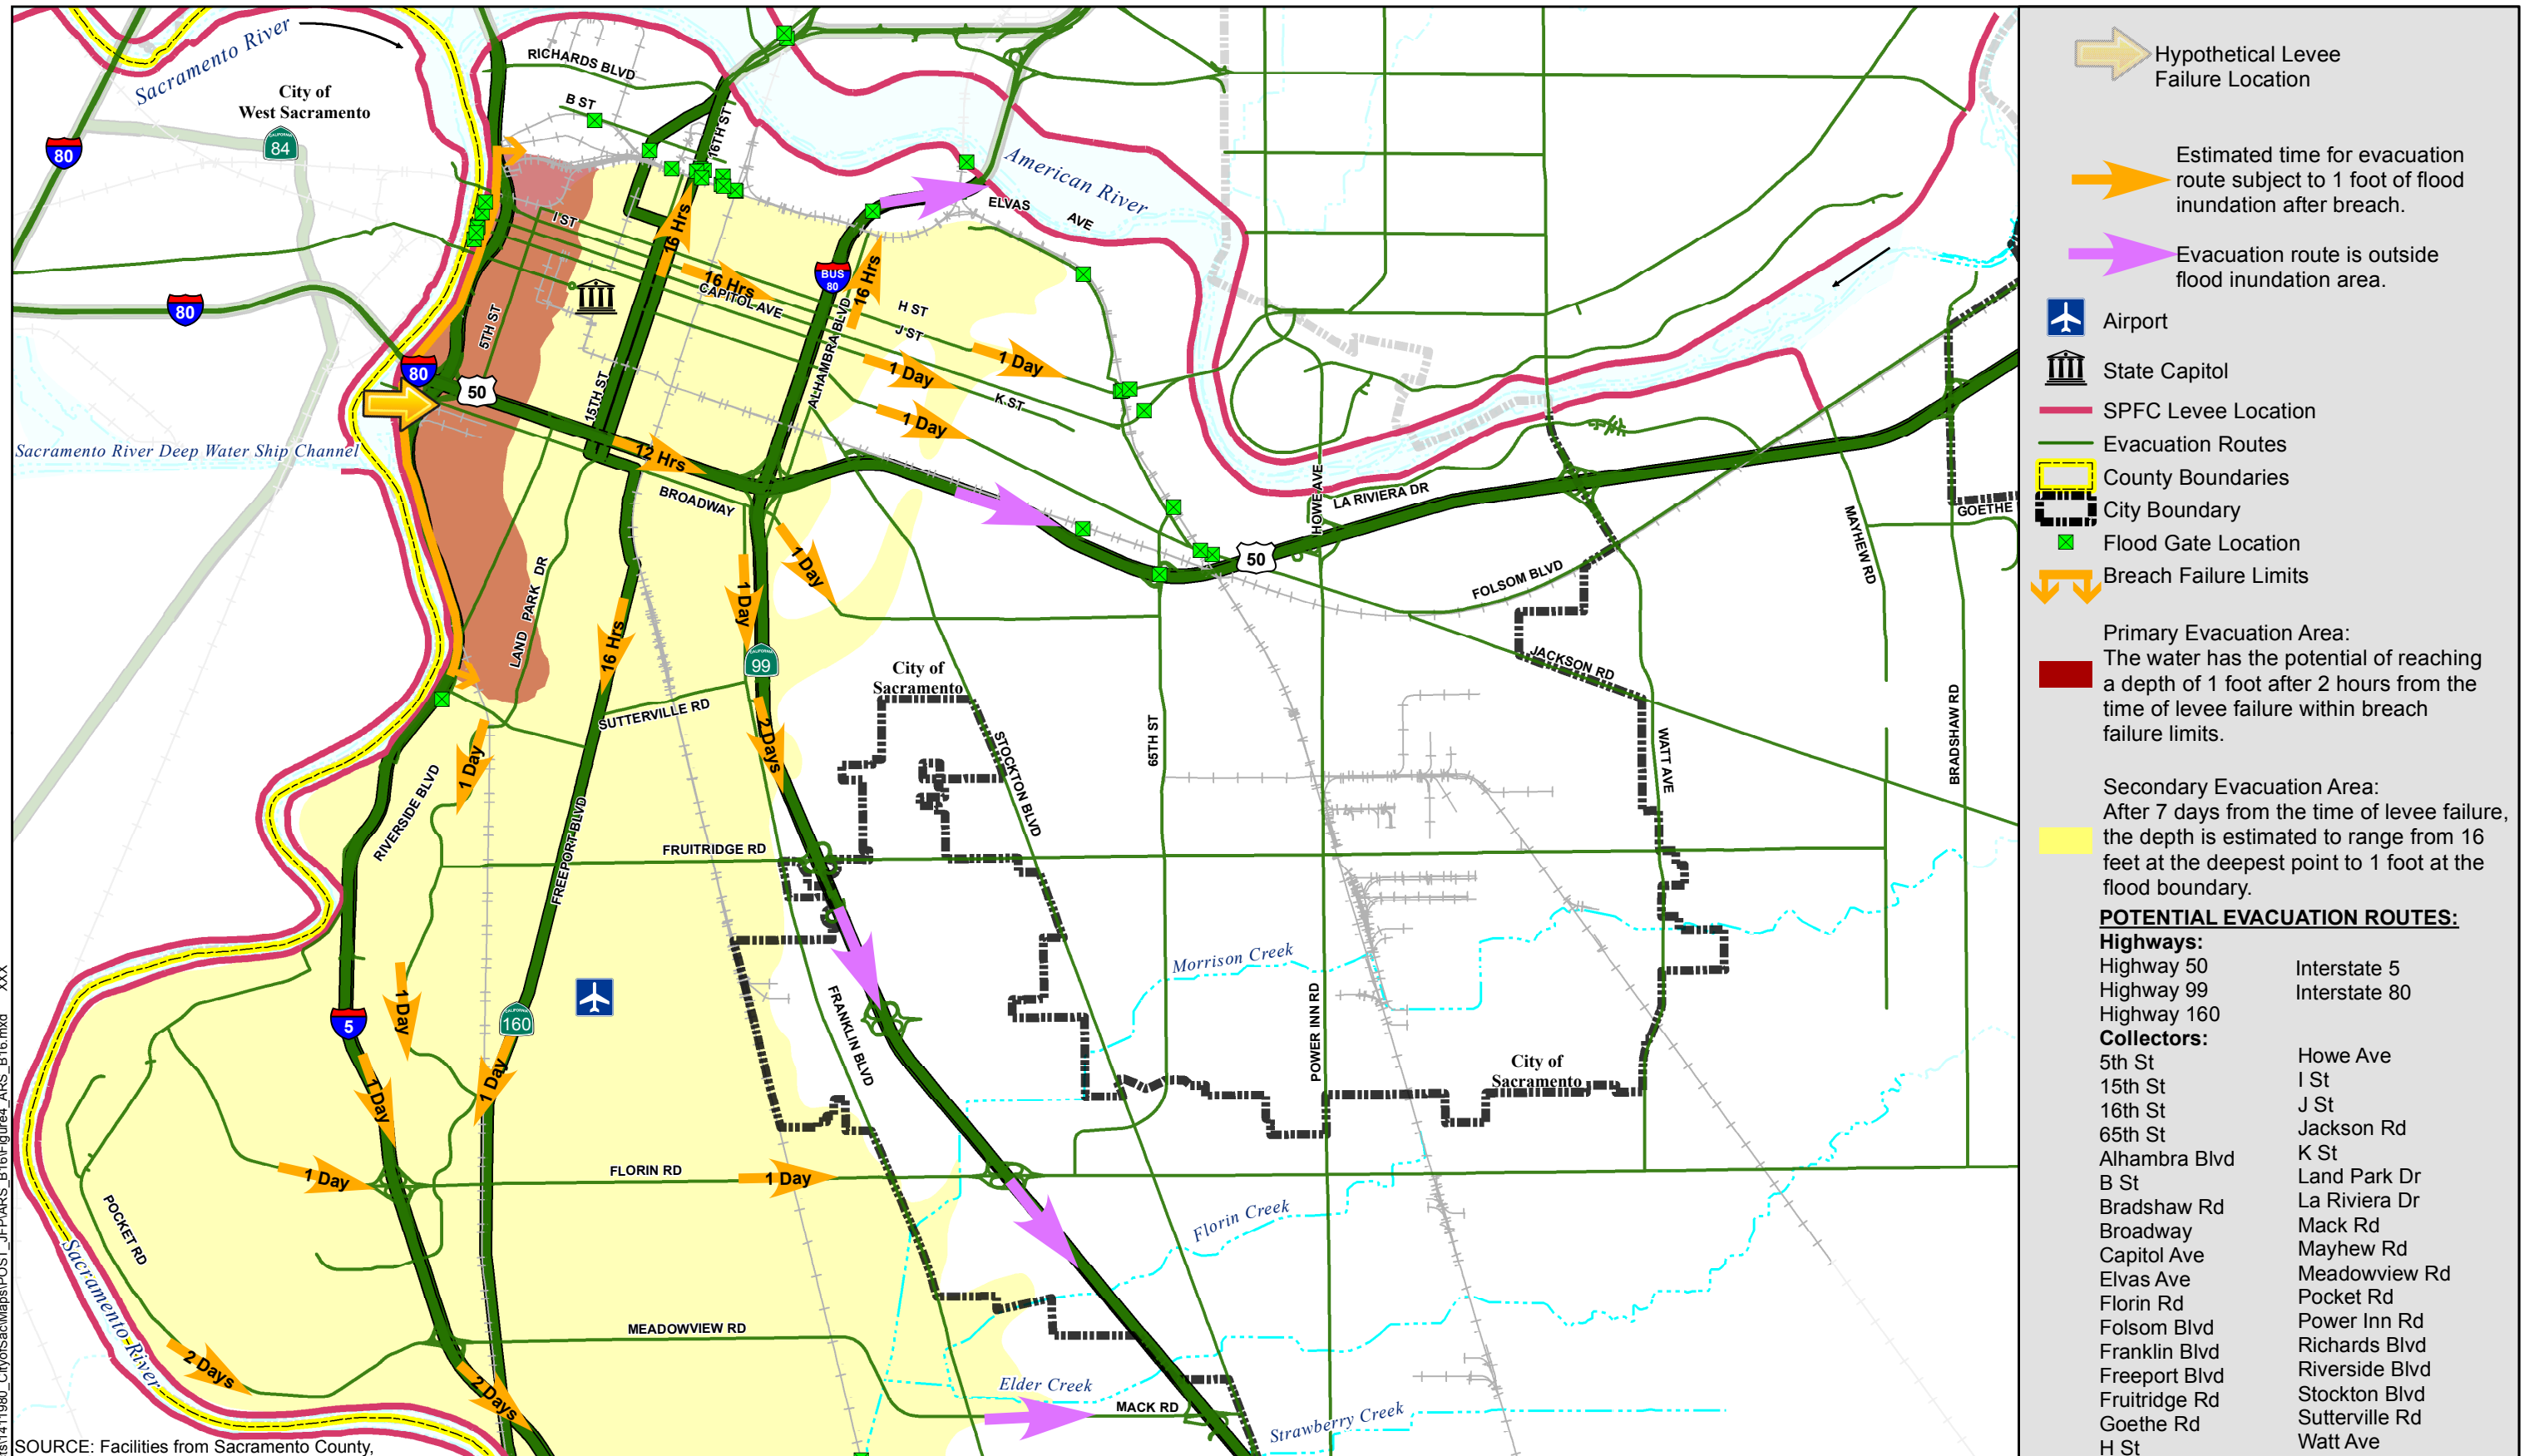 Sacramento River
City of
West Sacramento
84
80
80
80
50
RICHARDS BLVD
B ST
16TH ST
American River
ELVAS
AVE
I ST
16 Hrs
16 Hrs
CAPITOL AVE
BUS
80
16 Hrs
H ST
J ST
5TH ST
1 Day
1 Day
K ST
1 Day
15TH ST
ALHAMBRA BLVD
12 Hrs
BROADWAY
Sacramento River Deep Water Ship Channel
HOWE AVE
LA RIVIERA DR
50
FOLSOM BLVD
MAYHEW RD
GOETHE
JACKSON RD
1 Day
1 Day
LAND PARK DR
16 Hrs
CALIFORNIA
99
City of
Sacramento
SUTTERVILLE RD
2 Days
STOCKTON BLVD
65TH ST
WATT AVE
BRADSHAW RD
1 Day
RIVERSIDE BLVD
FREEPORT BLVD
FRUITRIDGE RD
Morrison Creek
1 Day
5
CALIFORNIA
160
FRANKLIN BLVD
POWER INN RD
City of
Sacramento
1 Day
1 Day
1 Day
FLORIN RD
1 Day
POCKET RD
Florin Creek
Sacramento River
MEADOWVIEW RD
2 Days
2 Days
Elder Creek
MACK RD
Strawberry Creek
SOURCE: Facilities from Sacramento County,
Hypothetical Levee
Failure Location
Estimated time for evacuation
route subject to 1 foot of flood
inundation after breach.
Evacuation route is outside
flood inundation area.
Airport
State Capitol
SPFC Levee Location
Evacuation Routes
County Boundaries
City Boundary
Flood Gate Location
Breach Failure Limits
Primary Evacuation Area:
The water has the potential of reaching
a depth of 1 foot after 2 hours from the
time of levee failure within breach
failure limits.
Secondary Evacuation Area:
After 7 days from the time of levee failure,
the depth is estimated to range from 16
feet at the deepest point to 1 foot at the
flood boundary.
POTENTIAL EVACUATION ROUTES:
Highways:
Highway 50
Highway 99
Highway 160
Interstate 5
Interstate 80
Collectors:
5th St
15th St
16th St
65th St
Alhambra Blvd
B St
Bradshaw Rd
Broadway
Capitol Ave
Elvas Ave
Florin Rd
Folsom Blvd
Franklin Blvd
Freeport Blvd
Fruitridge Rd
Goethe Rd
H St
Howe Ave
I St
J St
Jackson Rd
K St
Land Park Dr
La Riviera Dr
Mack Rd
Mayhew Rd
Meadowview Rd
Pocket Rd
Power Inn Rd
Richards Blvd
Riverside Blvd
Stockton Blvd
Sutterville Rd
Watt Ave